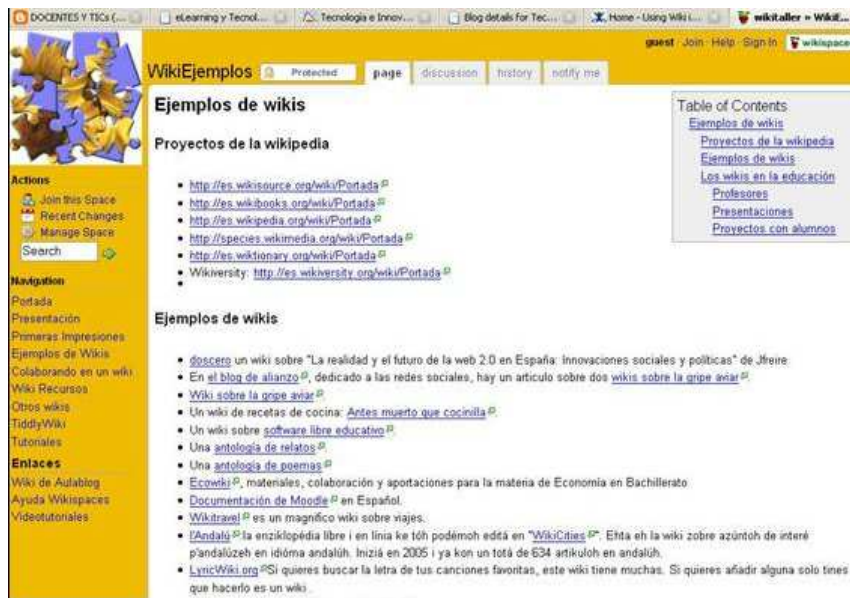 DOCENTES Y TICs (...
eLearning y Tecnol...
Tecnologia e Innov...
Blog details for Tec...
Home - Using Wiki i...
wikitaller » WikiE...
guest · Join · Help · Sign In · wikispace
WikiEjemplos Protected page discussion history notify me
Ejemplos de wikis
Proyectos de la wikipedia
http://es.wikisource.org/wiki/Portada
http://es.wikibooks.org/wiki/Portada
http://es.wikipedia.org/wiki/Portada
http://species.wikimedia.org/wiki/Portada
http://es.wiktionary.org/wiki/Portada
Wikiversity: http://es.wikiversity.org/wiki/Portada
Table of Contents
Ejemplos de wikis
Proyectos de la wikipedia
Ejemplos de wikis
Los wikis en la educación
Profesores
Presentaciones
Proyectos con alumnos
Actions
Join this Space
Recent Changes
Manage Space
Search
Navigation
Portada
Presentación
Primeras Impresiones
Ejemplos de Wikis
Colaborando en un wiki
Wiki Recursos
Otros wikis
TiddlyWiki
Tutoriales
Enlaces
Wiki de Aulablog
Ayuda Wikispaces
Videotutoriales
Ejemplos de wikis
doscero un wiki sobre "La realidad y el futuro de la web 2.0 en España: Innovaciones sociales y políticas" de Jfreire
En el blog de alianzo, dedicado a las redes sociales, hay un articulo sobre dos wikis sobre la gripe aviar.
Wiki sobre la gripe aviar.
Un wiki de recetas de cocina: Antes muerto que cocinilla
Un wiki sobre software libre educativo.
Una antología de relatos.
Una antología de poemas
Ecowiki, materiales, colaboración y aportaciones para la materia de Economía en Bachillerato
Documentación de Moodle en Español.
Wikitravel es un magnífico wiki sobre viajes.
l'Andalú la enziklopédia libre i en línia ke tóh podémoh editá en "WikiCities". Ehta eh la wiki zobre azúntoh de interé
p'andalúzeh en idióma andalúh. Iniziá en 2005 i ya kon un totá de 634 artikuloh en andalúh.
LyricWiki.org Si quieres buscar la letra de tus canciones favoritas, este wiki tiene muchas. Si quieres añadir alguna solo tines
que hacerlo es un wiki.